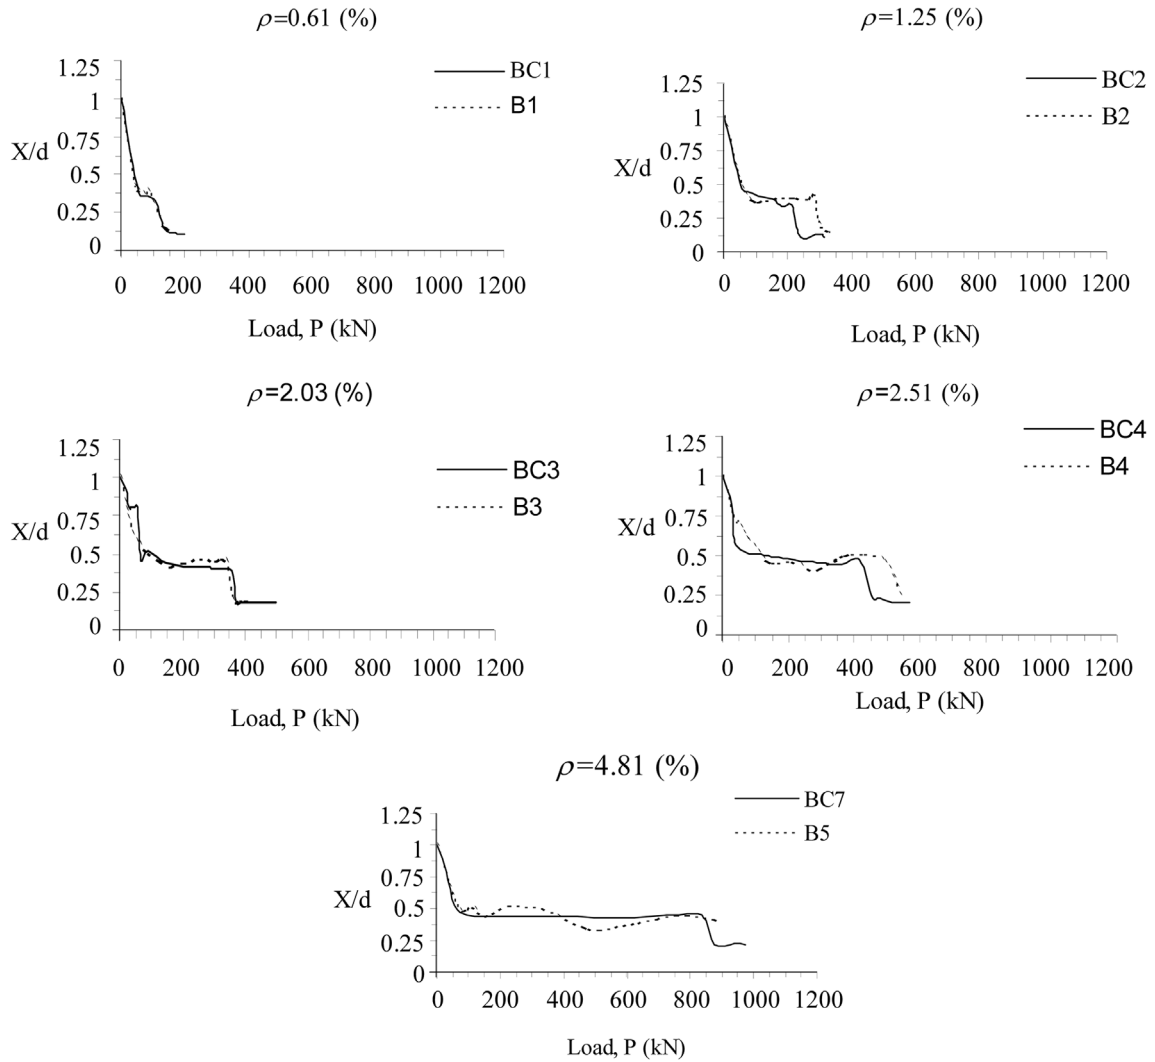 ρ=0.61 (%)
1.25
1
0.75
0.5
0.25
0
X/d
BC1
B1
0 200 400 600 800 1000 1200
Load, P (kN)
ρ=1.25 (%)
1.25
1
0.75
0.5
0.25
0
X/d
BC2
B2
0 200 400 600 800 1000 1200
Load, P (kN)
ρ=2.03 (%)
1.25
1
0.75
0.5
0.25
0
X/d
BC3
B3
0 200 400 600 800 1000 1200
Load, P (kN)
ρ=2.51 (%)
1.25
1
0.75
0.5
0.25
0
X/d
BC4
B4
0 200 400 600 800 1000 1200
Load, P (kN)
ρ=4.81 (%)
1.25
1
0.75
0.5
0.25
0
X/d
BC7
B5
0 200 400 600 800 1000 1200
Load, P (kN)